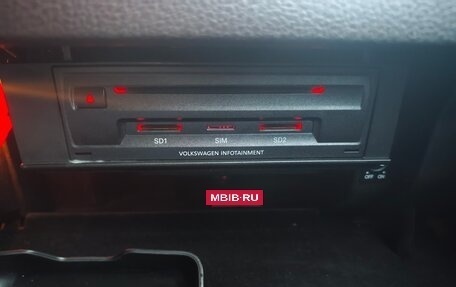 SD1 SIM SD2
VOLKSWAGEN INFOTAINMENT
OFF ON
MBIB·RU